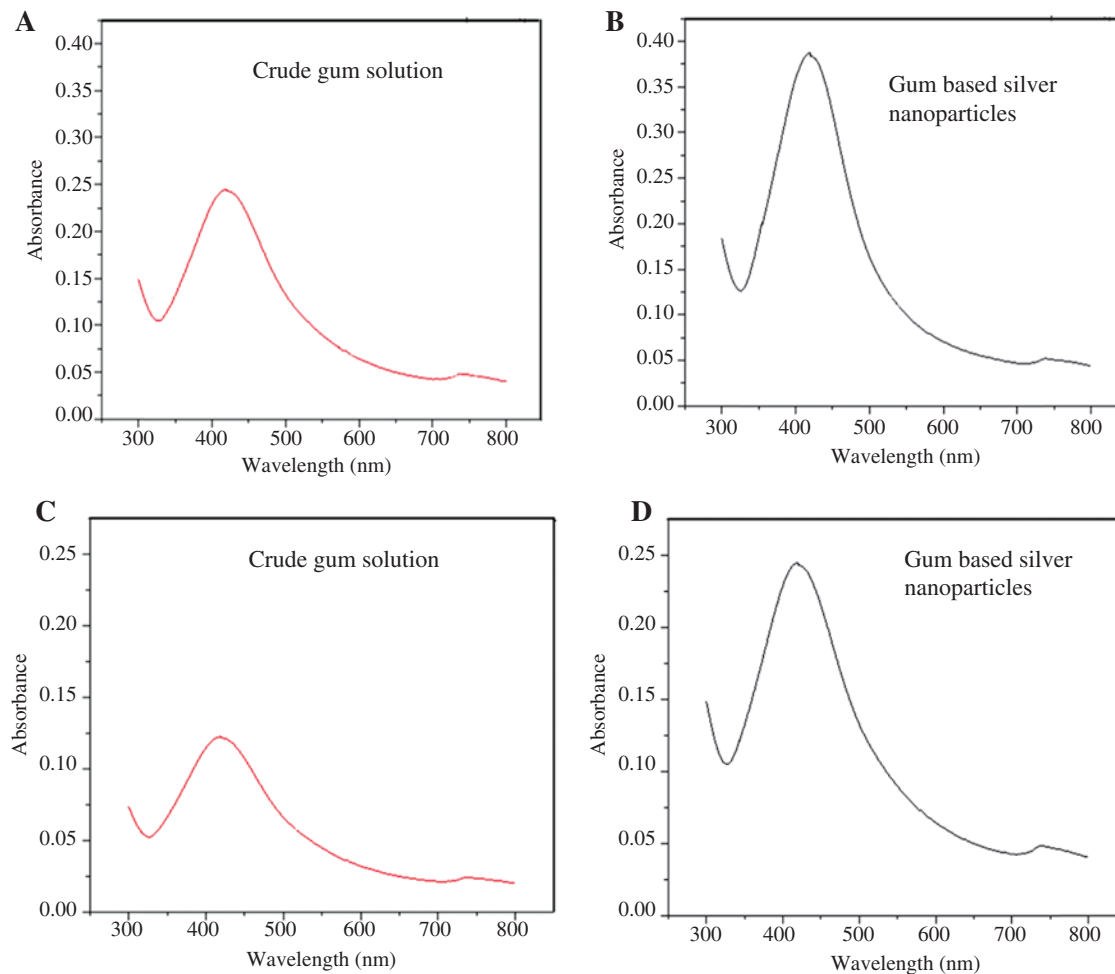 A
Crude gum solution
0.40
0.35
0.30
0.25
0.20
0.15
0.10
0.05
0.00
Absorbance
300 400 500 600 700 800
Wavelength (nm)
B
Gum based silver
nanoparticles
0.40
0.35
0.30
0.25
0.20
0.15
0.10
0.05
0.00
Absorbance
300 400 500 600 700 800
Wavelength (nm)
C
Crude gum solution
0.25
0.20
0.15
0.10
0.05
0.00
Absorbance
300 400 500 600 700 800
Wavelength (nm)
D
Gum based silver
nanoparticles
0.25
0.20
0.15
0.10
0.05
0.00
Absorbance
300 400 500 600 700 800
Wavelength (nm)